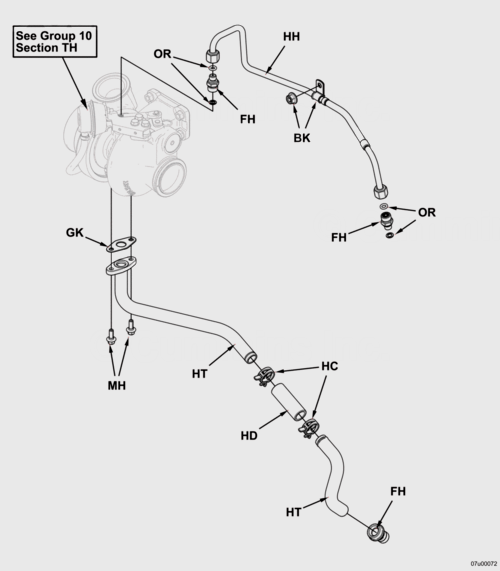 See Group 10
Section TH
OR
HH
FH
BK
OR
FH
GK
MH
HT
HC
HD
HT
FH
07u00072